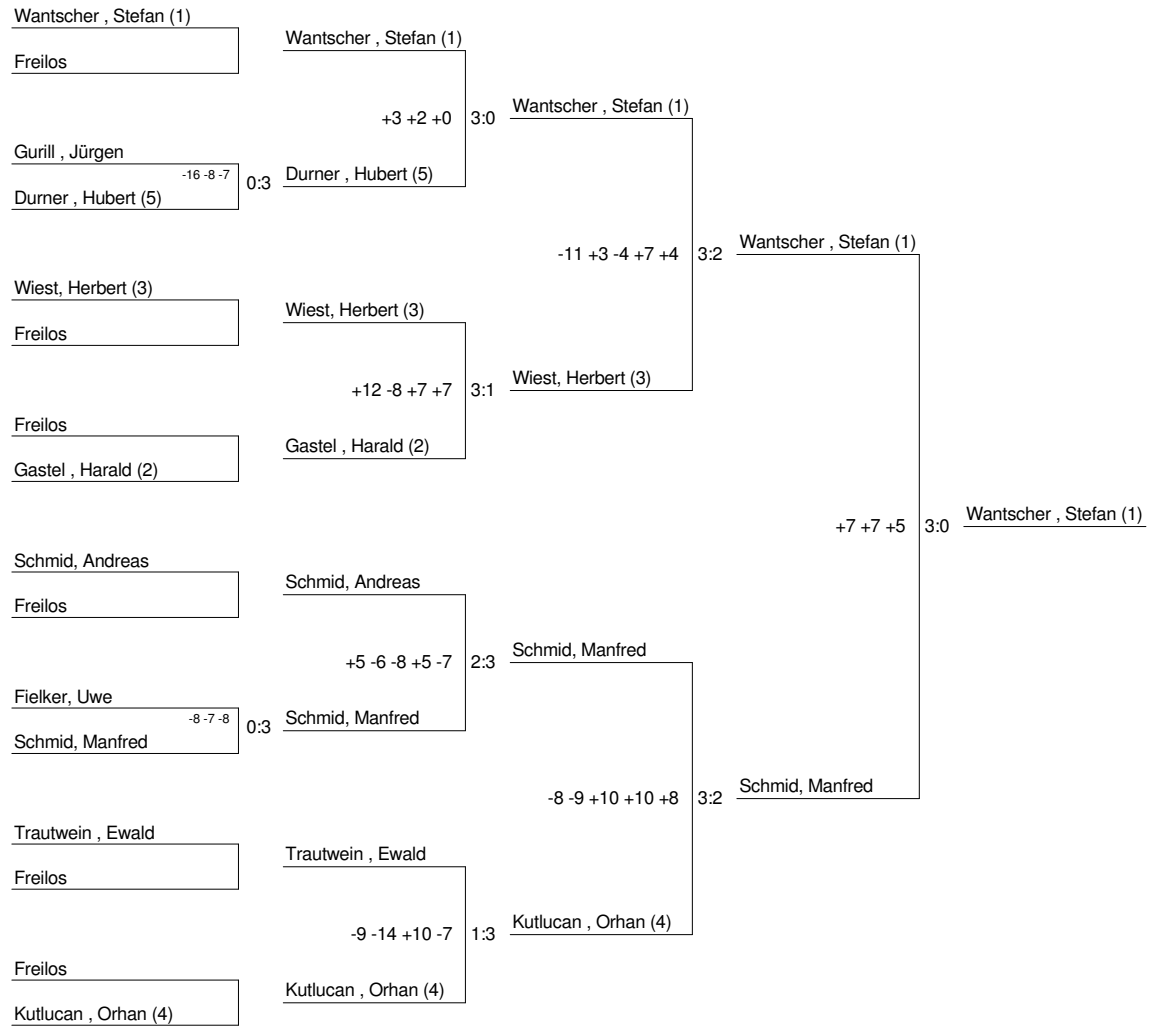 Wantscher , Stefan (1)
Freilos
Wantscher , Stefan (1)
+3 +2 +0 3:0 Wantscher , Stefan (1)
Gurill , Jürgen
-16 -8 -7 0:3 Durner , Hubert (5)
Durner , Hubert (5)
-11 +3 -4 +7 +4 3:2 Wantscher , Stefan (1)
Wiest, Herbert (3)
Freilos
Wiest, Herbert (3)
+12 -8 +7 +7 3:1 Wiest, Herbert (3)
Freilos
Gastel , Harald (2)
Gastel , Harald (2)
+7 +7 +5 3:0 Wantscher , Stefan (1)
Schmid, Andreas
Freilos
Schmid, Andreas
+5 -6 -8 +5 -7 2:3 Schmid, Manfred
Fielker, Uwe
-8 -7 -8 0:3 Schmid, Manfred
Schmid, Manfred
-8 -9 +10 +10 +8 3:2 Schmid, Manfred
Trautwein , Ewald
Freilos
Trautwein , Ewald
-9 -14 +10 -7 1:3 Kutlucan , Orhan (4)
Freilos
Kutlucan , Orhan (4)
Kutlucan , Orhan (4)